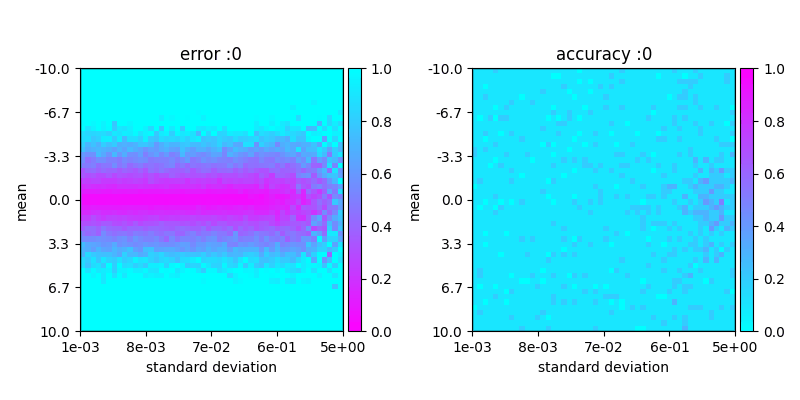 error :0
accuracy :0
mean
-10.0
-6.7
-3.3
0.0
3.3
6.7
10.0
1e-03
8e-03
7e-02
6e-01
5e+00
standard deviation
1.0
0.8
0.6
0.4
0.2
0.0
mean
-10.0
-6.7
-3.3
0.0
3.3
6.7
10.0
1e-03
8e-03
7e-02
6e-01
5e+00
standard deviation
1.0
0.8
0.6
0.4
0.2
0.0